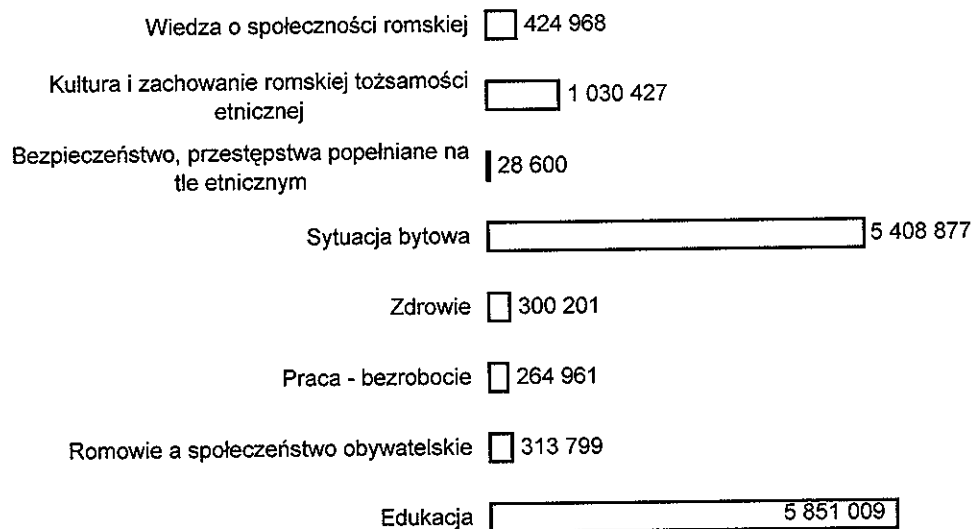 Wiedza o społeczności romskiej 424 968
Kultura i zachowanie romskiej tożsamości
etnicznej 1 030 427
Bezpieczeństwo, przestępstwa popełniane na
tle etnicznym 28 600
Sytuacja bytowa 5 408 877
Zdrowie 300 201
Praca - bezrobocie 264 961
Romowie a społeczeństwo obywatelskie 313 799
Edukacja 5 851 009